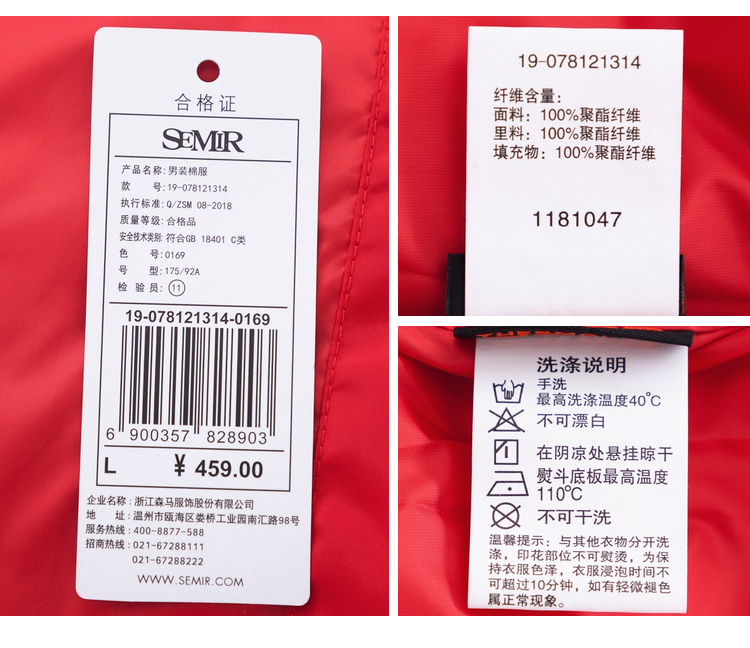 合格证
SEMIR
产品名称:男装棉服
款 号:19-078121314
执行标准:Q/ZSM 08-2018
质量等级:合格品
安全技术类别:符合GB 18401 C类
色 号:0169
号 型:175/92A
检 验 员:11
19-078121314-0169
6 900357 828903
L ¥ 459.00
企业名称:浙江森马服饰股份有限公司
地 址:温州市瓯海区娄桥工业园南汇路98号
服务热线:400-8877-588
招商热线:021-67288111
021-67288222
WWW.SEMIR.COM
19-078121314
纤维含量:
面料:100%聚酯纤维
里料:100%聚酯纤维
填充物:100%聚酯纤维
1181047
洗涤说明
手洗
最高洗涤温度40℃
不可漂白
在阴凉处悬挂晾干
熨斗底板最高温度
110℃
不可干洗
温馨提示:与其他衣物分开洗
涤,印花部位不可熨烫,为保
持衣服色泽,衣服浸泡时间不
可超过10分钟,如有轻微褪色
属正常现象。